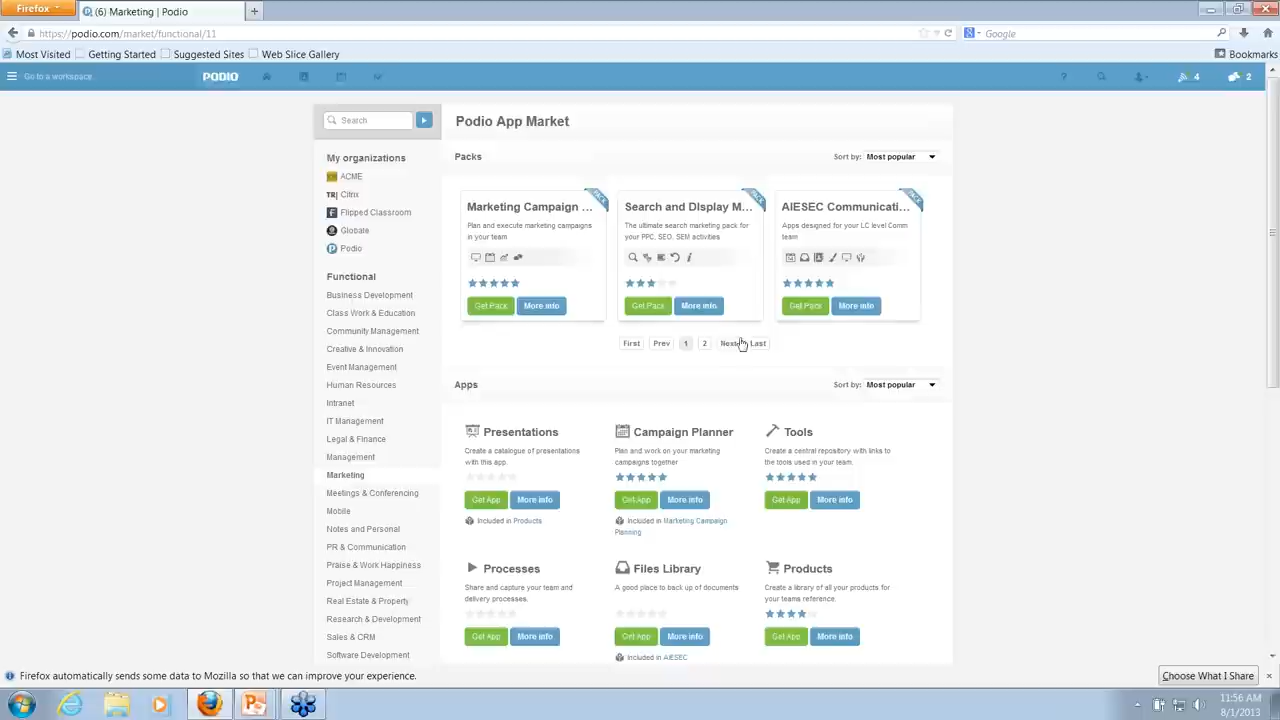 Firefox
(6) Marketing | Podio
https://podio.com/market/functional/11
Google
Most Visited Getting Started Suggested Sites Web Slice Gallery
Bookmarks
Go to a workspace
PODIO
? 4 2
Search
Podio App Market
My organizations
ACME
Citrix
Flipped Classroom
Globate
Podio
Functional
Business Development
Class Work & Education
Community Management
Creative & Innovation
Event Management
Human Resources
Intranet
IT Management
Legal & Finance
Management
Marketing
Meetings & Conferencing
Mobile
Notes and Personal
PR & Communication
Praise & Work Happiness
Project Management
Real Estate & Property
Research & Development
Sales & CRM
Software Development
Packs
Sort by: Most popular
Marketing Campaign ...
Plan and execute marketing campaigns
in your team
Get Pack More info
PACK
Search and Display M...
The ultimate search marketing pack for
your PPC, SEO, SEM activities
Get Pack More info
PACK
AIESEC Communicati...
Apps designed for your LC level Comm
team
Get Pack More info
PACK
First Prev 1 2 Next Last
Apps
Sort by: Most popular
Presentations
Create a catalogue of presentations
with this app.
Get App More info
Included in Products
Campaign Planner
Plan and work on your marketing
campaigns together
Get App More info
Included in Marketing Campaign
Planning
Tools
Create a central repository with links to
the tools used in your team.
Get App More info
Processes
Share and capture your team and
delivery processes.
Get App More info
Files Library
A good place to back up of documents
Get App More info
Included in AIESEC
Products
Create a library of all your products for
your teams reference.
Get App More info
Firefox automatically sends some data to Mozilla so that we can improve your experience.
Choose What I Share
11:56 AM
8/1/2013